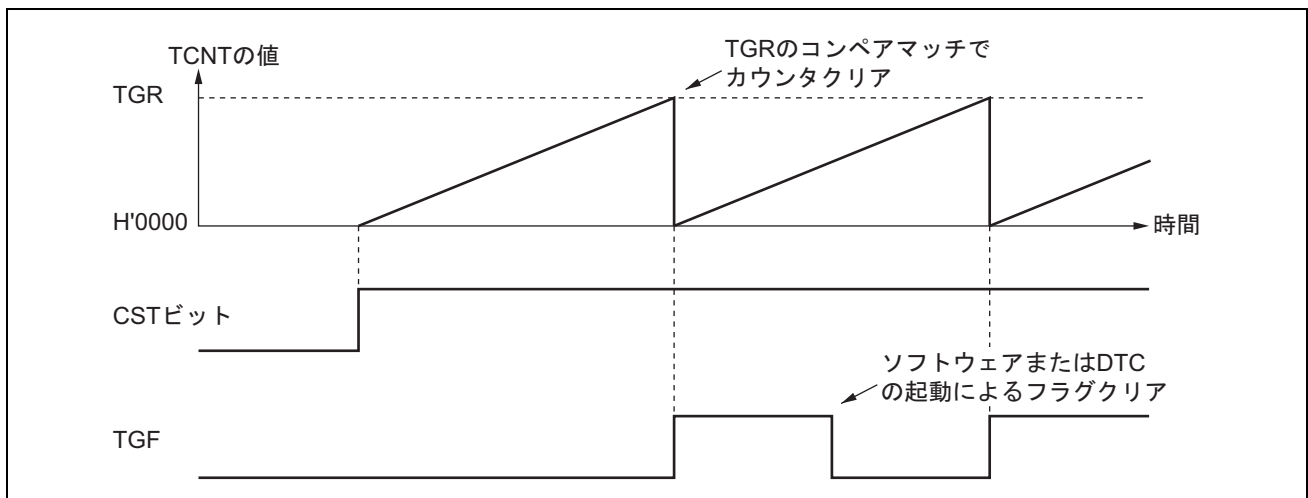 TCNTの値
TGRのコンペアマッチで
カウンタクリア
TGR
H'0000
時間
CSTビット
ソフトウェアまたはDTC
の起動によるフラグクリア
TGF